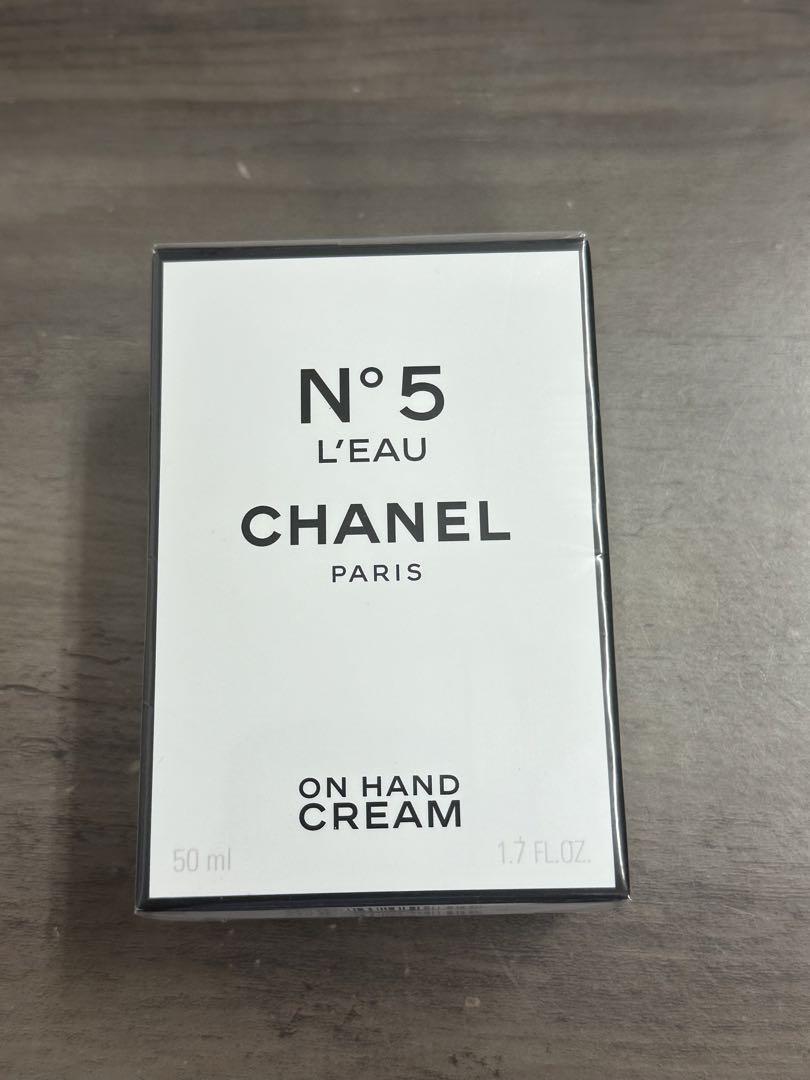 N°5
L'EAU
CHANEL
PARIS
ON HAND
CREAM
50 ml 1.7 FL.OZ.